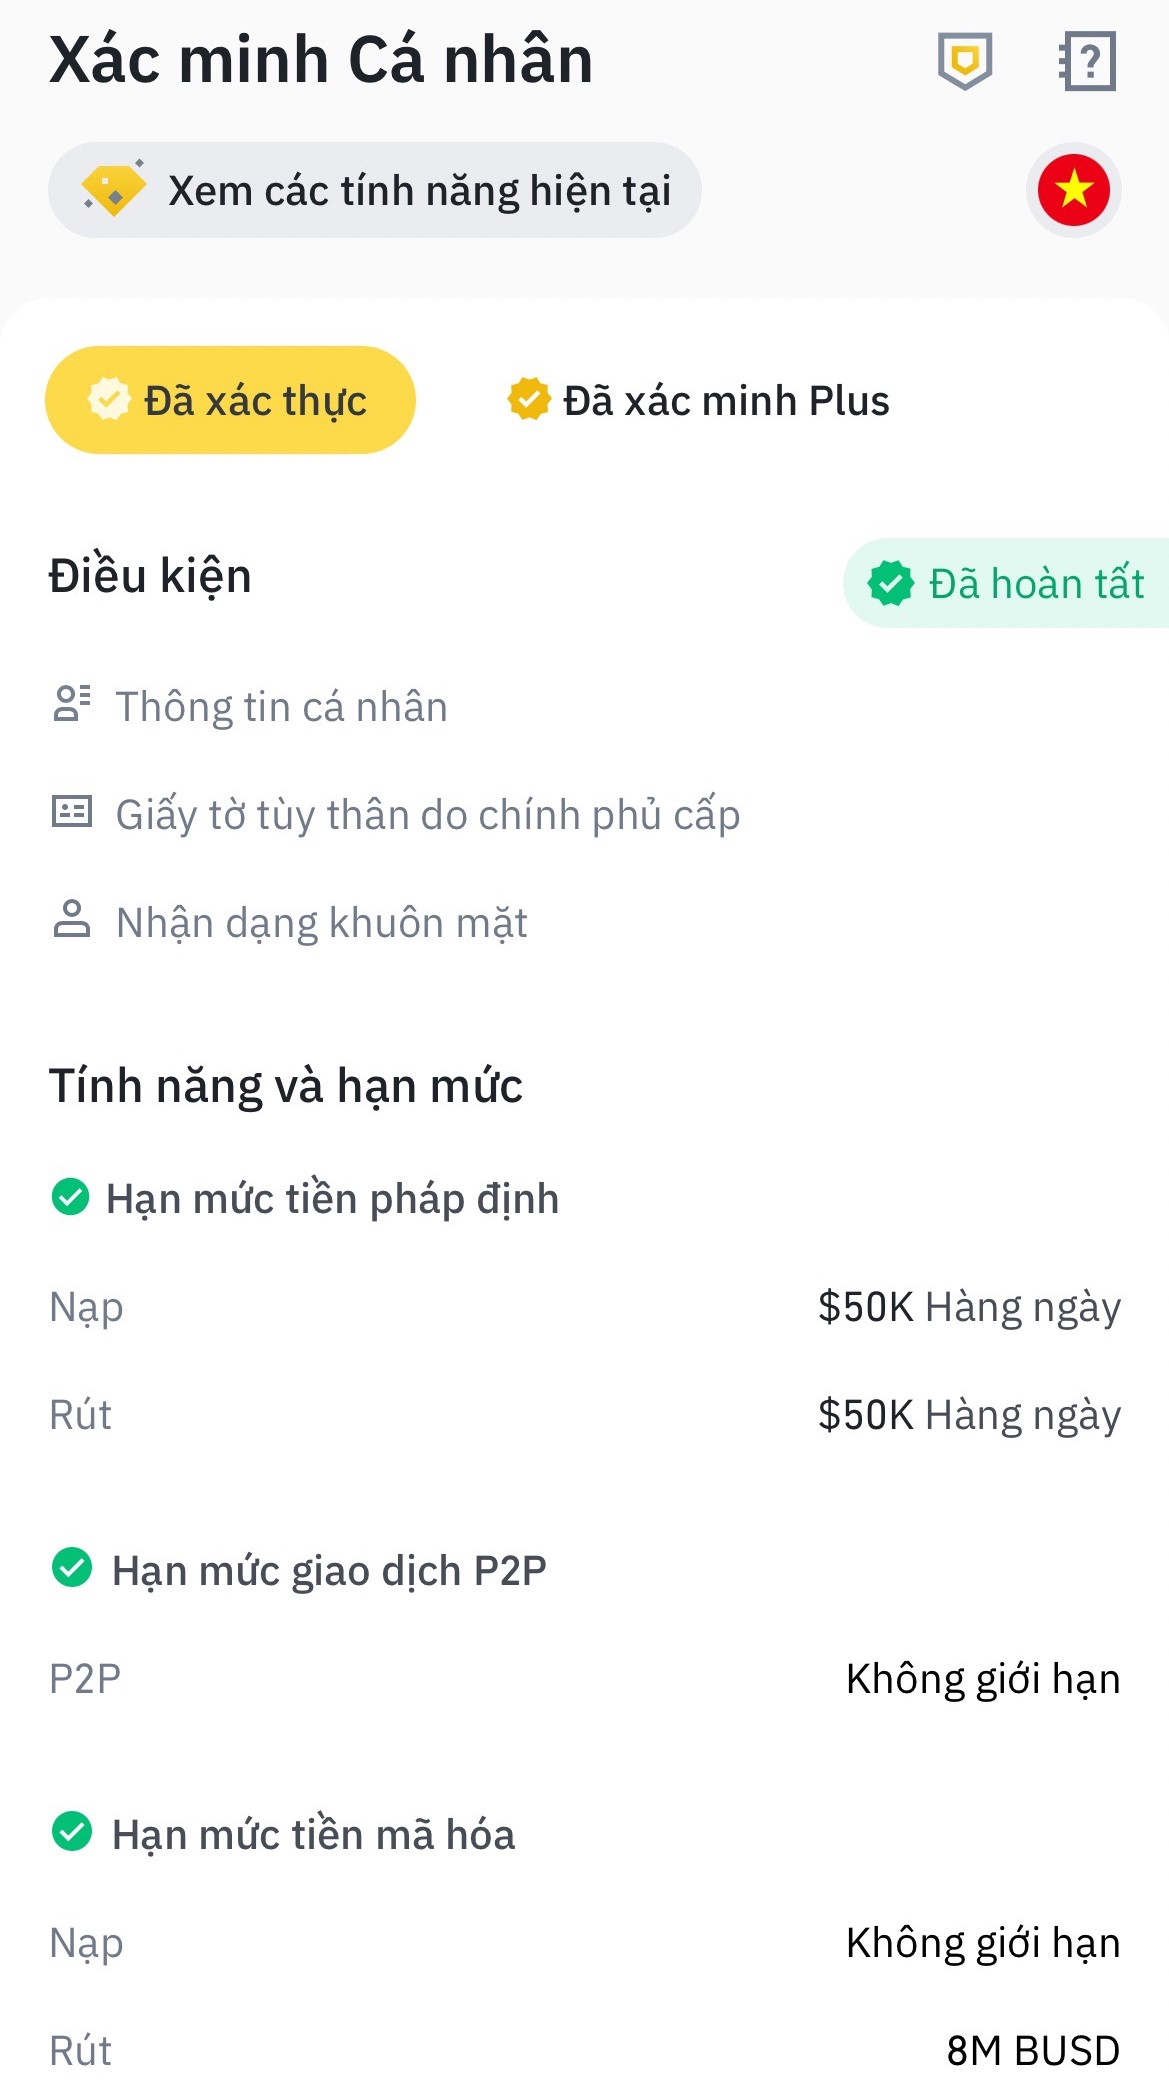 Xác minh Cá nhân
Xem các tính năng hiện tại
Đã xác thực
Đã xác minh Plus
Điều kiện
Đã hoàn tất
Thông tin cá nhân
Giấy tờ tùy thân do chính phủ cấp
Nhận dạng khuôn mặt
Tính năng và hạn mức
Hạn mức tiền pháp định
Nạp $50K Hàng ngày
Rút $50K Hàng ngày
Hạn mức giao dịch P2P
P2P Không giới hạn
Hạn mức tiền mã hóa
Nạp Không giới hạn
Rút 8M BUSD